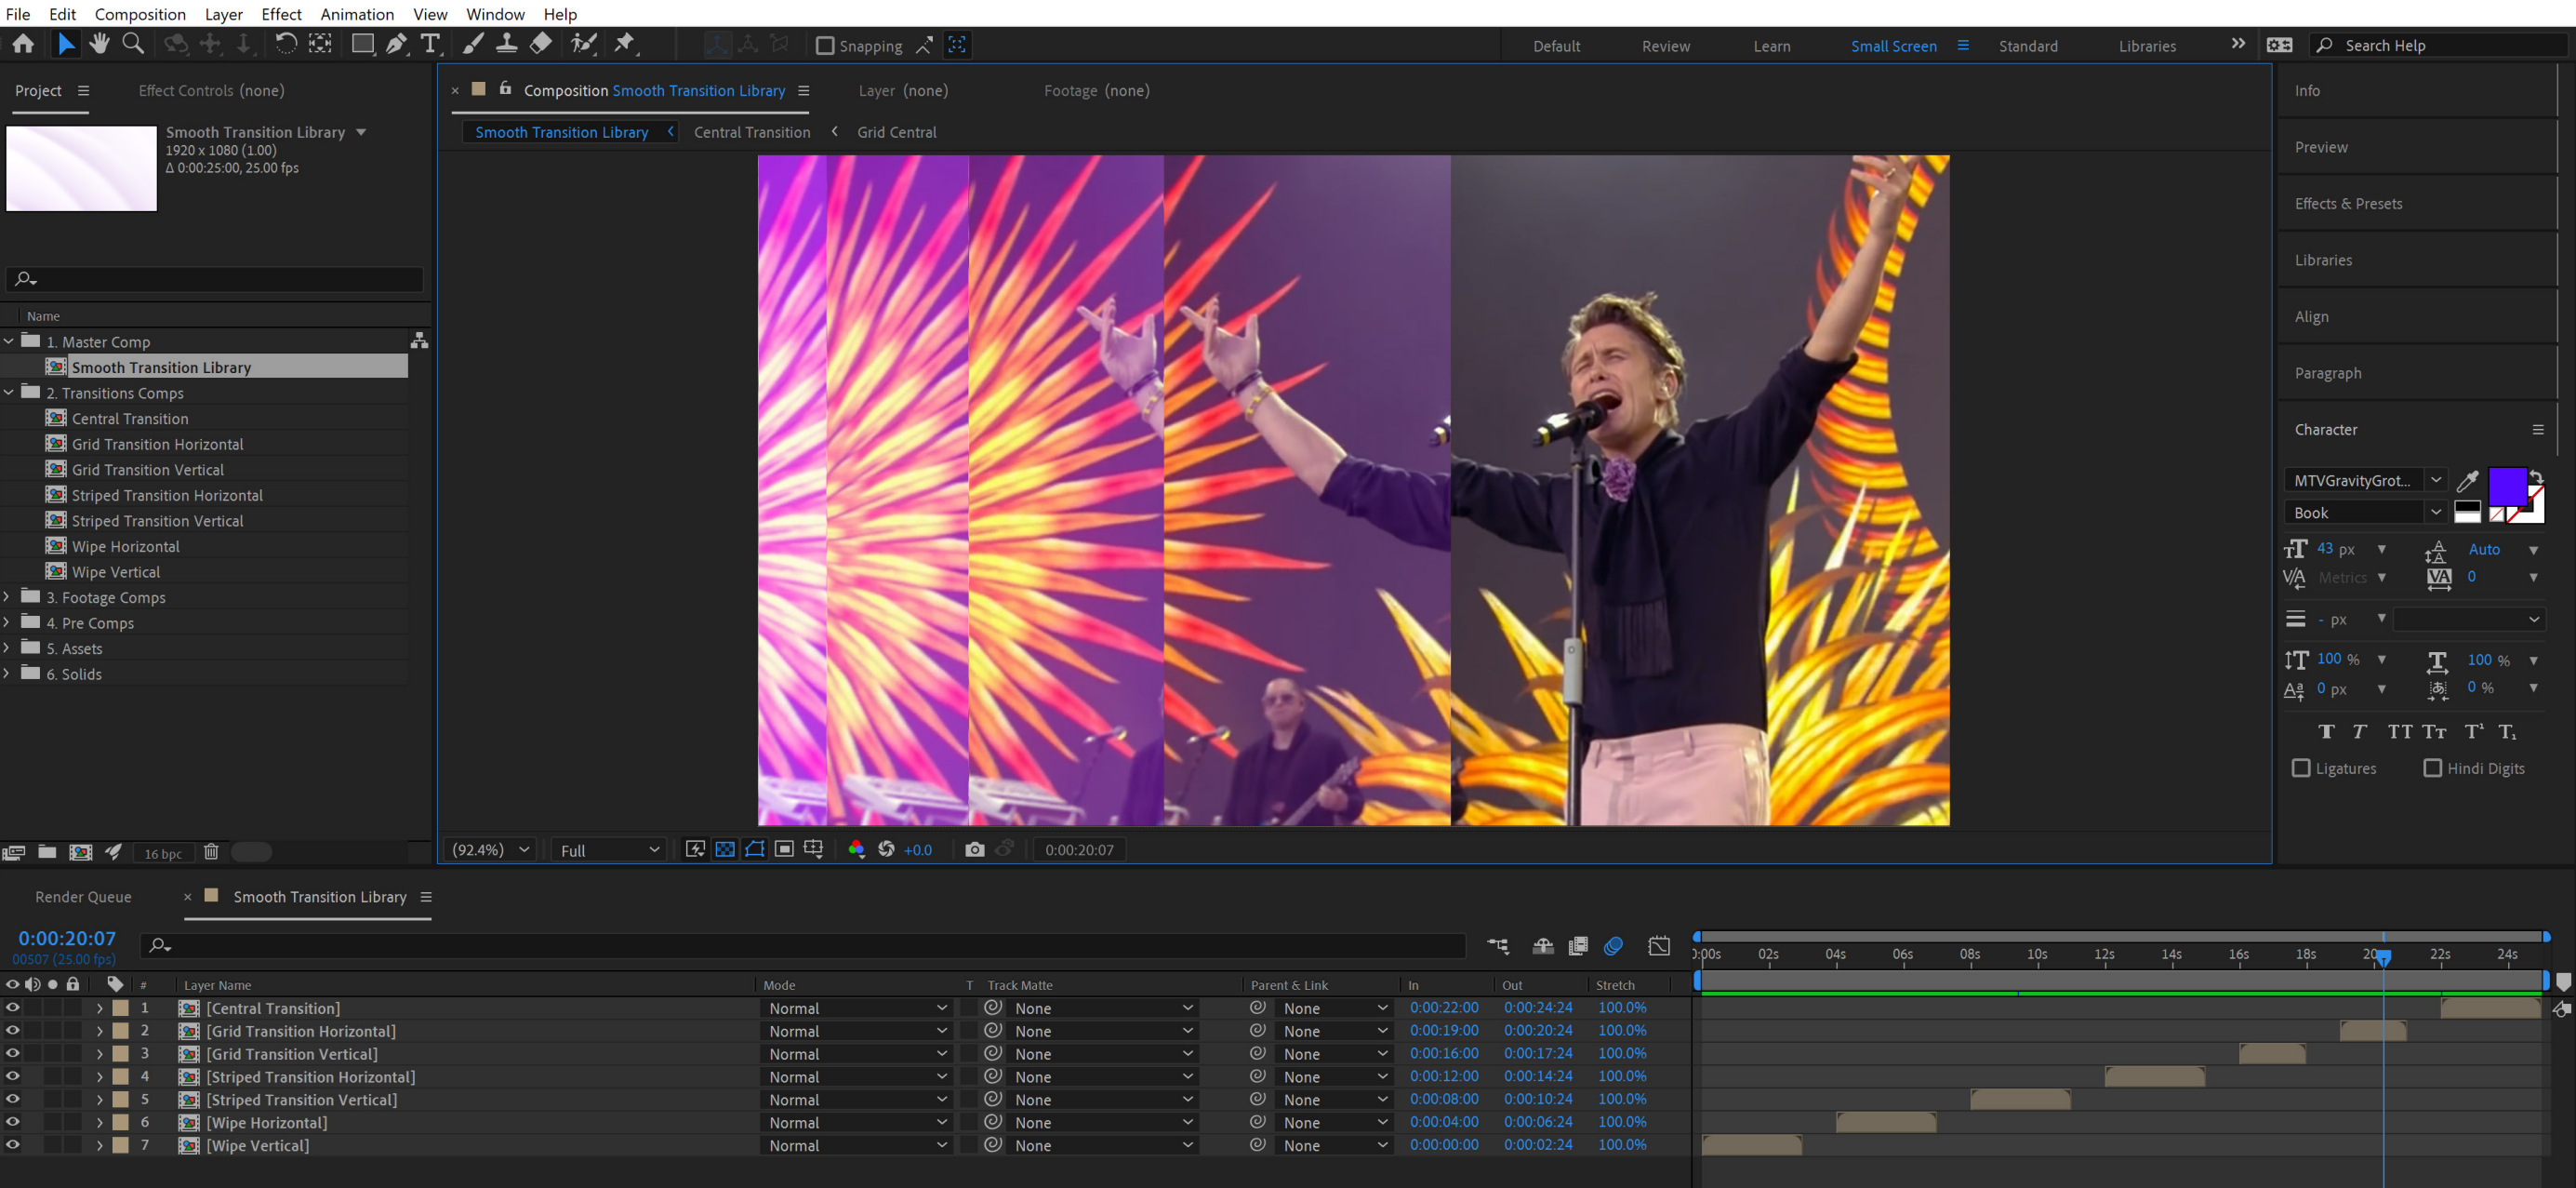 File Edit Composition Layer Effect Animation View Window Help
Snapping Default Review Learn Small Screen Standard Libraries Search Help
Project Effect Controls (none)
Smooth Transition Library
1920 x 1080 (1.00)
Δ 0:00:25:00, 25.00 fps
Name
1. Master Comp
Smooth Transition Library
2. Transitions Comps
Central Transition
Grid Transition Horizontal
Grid Transition Vertical
Striped Transition Horizontal
Striped Transition Vertical
Wipe Horizontal
Wipe Vertical
3. Footage Comps
4. Pre Comps
5. Assets
6. Solids
16 bpc
Composition Smooth Transition Library Layer (none) Footage (none)
Smooth Transition Library Central Transition Grid Central
(92.4%) Full +0.0 0:00:20:07
Info
Preview
Effects & Presets
Libraries
Align
Paragraph
Character
MTVGravityGrot...
Book
43 px Auto
Metrics 0
- px
100 % 100 %
0 px 0 %
Ligatures Hindi Digits
Render Queue Smooth Transition Library
0:00:20:07
00507 (25.00 fps)
0:00s 02s 04s 06s 08s 10s 12s 14s 16s 18s 20 22s 24s
# Layer Name Mode T Track Matte Parent & Link In Out Stretch
1 [Central Transition] Normal None None 0:00:22:00 0:00:24:24 100.0%
2 [Grid Transition Horizontal] Normal None None 0:00:19:00 0:00:20:24 100.0%
3 [Grid Transition Vertical] Normal None None 0:00:16:00 0:00:17:24 100.0%
4 [Striped Transition Horizontal] Normal None None 0:00:12:00 0:00:14:24 100.0%
5 [Striped Transition Vertical] Normal None None 0:00:08:00 0:00:10:24 100.0%
6 [Wipe Horizontal] Normal None None 0:00:04:00 0:00:06:24 100.0%
7 [Wipe Vertical] Normal None None 0:00:00:00 0:00:02:24 100.0%